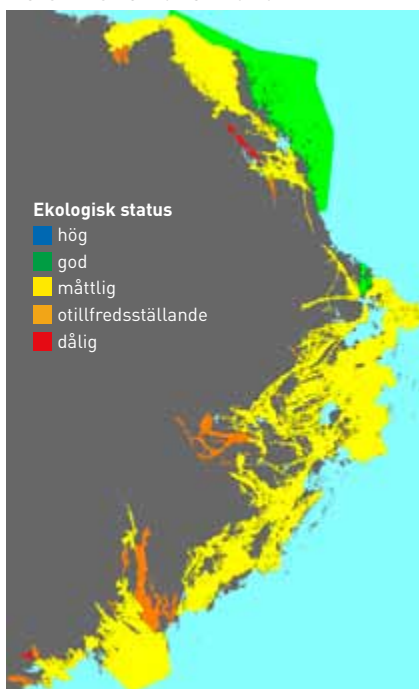 Ekologisk status
hög
god
måttlig
otillfredsställande
dålig